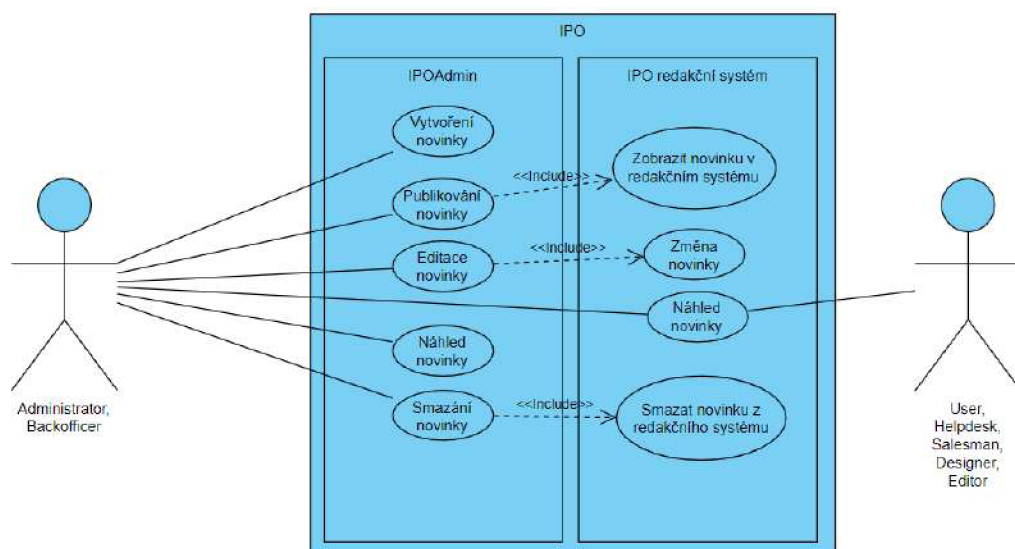 IPO
IPOAdmin
IPO redakční systém
Vytvoření
novinky
Zobrazit novinku v
redakčním systému
<<Include>>
Publikování
novinky
<<Include>>
Změna
novinky
Editace
novinky
Náhled
novinky
Náhled
novinky
<<Include>>
Smazání
novinky
Smazat novinku z
redakčního systému
Administrator,
Backofficer
User,
Helpdesk,
Salesman,
Designer,
Editor